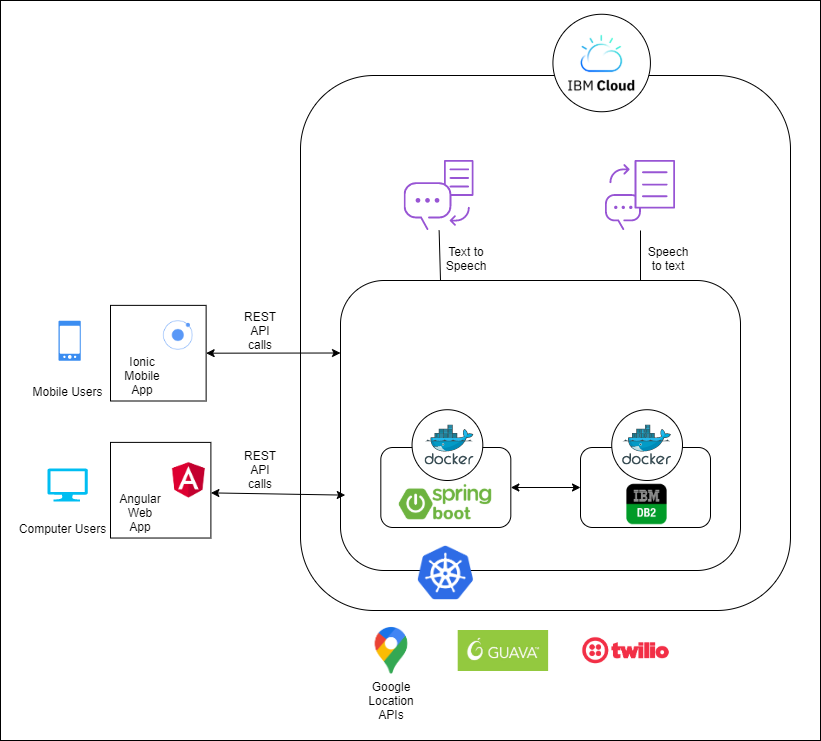 IBM Cloud
Text to
Speech
Speech
to text
REST
API
calls
Ionic
Mobile
App
Mobile Users
docker
docker
REST
API
calls
Angular
Web
App
Computer Users
spring
boot
IBM
DB2
GUAVA™
twilio
Google
Location
APIs